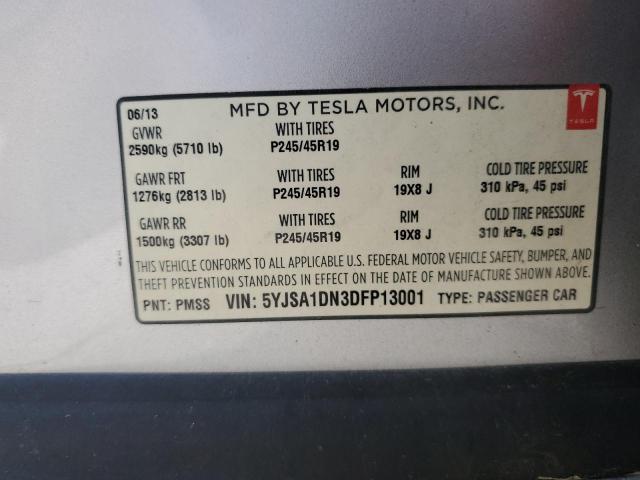 06/13 MFD BY TESLA MOTORS, INC.
TESLA
GVWR WITH TIRES
2590kg (5710 lb) P245/45R19
GAWR FRT WITH TIRES RIM COLD TIRE PRESSURE
1276kg (2813 lb) P245/45R19 19X8 J 310 kPa, 45 psi
GAWR RR WITH TIRES RIM COLD TIRE PRESSURE
1500kg (3307 lb) P245/45R19 19X8 J 310 kPa, 45 psi
THIS VEHICLE CONFORMS TO ALL APPLICABLE U.S. FEDERAL MOTOR VEHICLE SAFETY, BUMPER, AND
THEFT PREVENTION STANDARDS IN EFFECT ON THE DATE OF MANUFACTURE SHOWN ABOVE.
PNT: PMSS VIN: 5YJSA1DN3DFP13001 TYPE: PASSENGER CAR